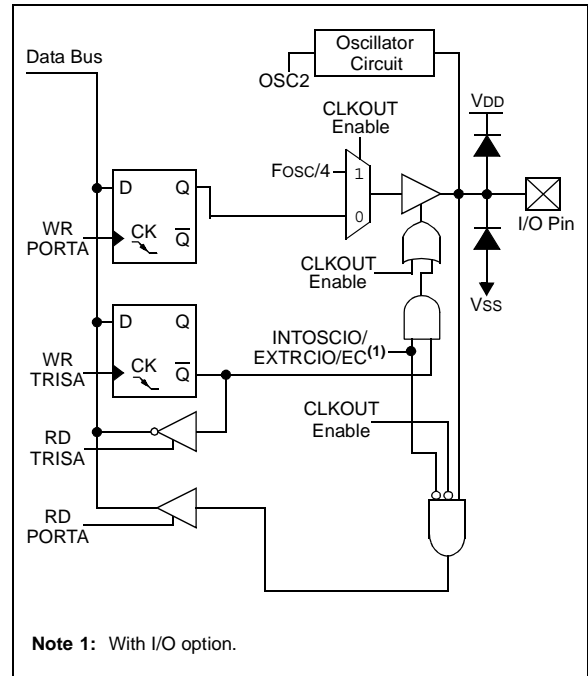 Data Bus
Oscillator
Circuit
OSC2
VDD
CLKOUT
Enable
FOSC/4
1
0
I/O Pin
D
Q
WR
PORTA
CK
Q
CLKOUT
Enable
VSS
D
Q
WR
TRISA
CK
Q
INTOSCIO/
EXTRCIO/EC(1)
CLKOUT
Enable
RD
TRISA
RD
PORTA
Note 1: With I/O option.